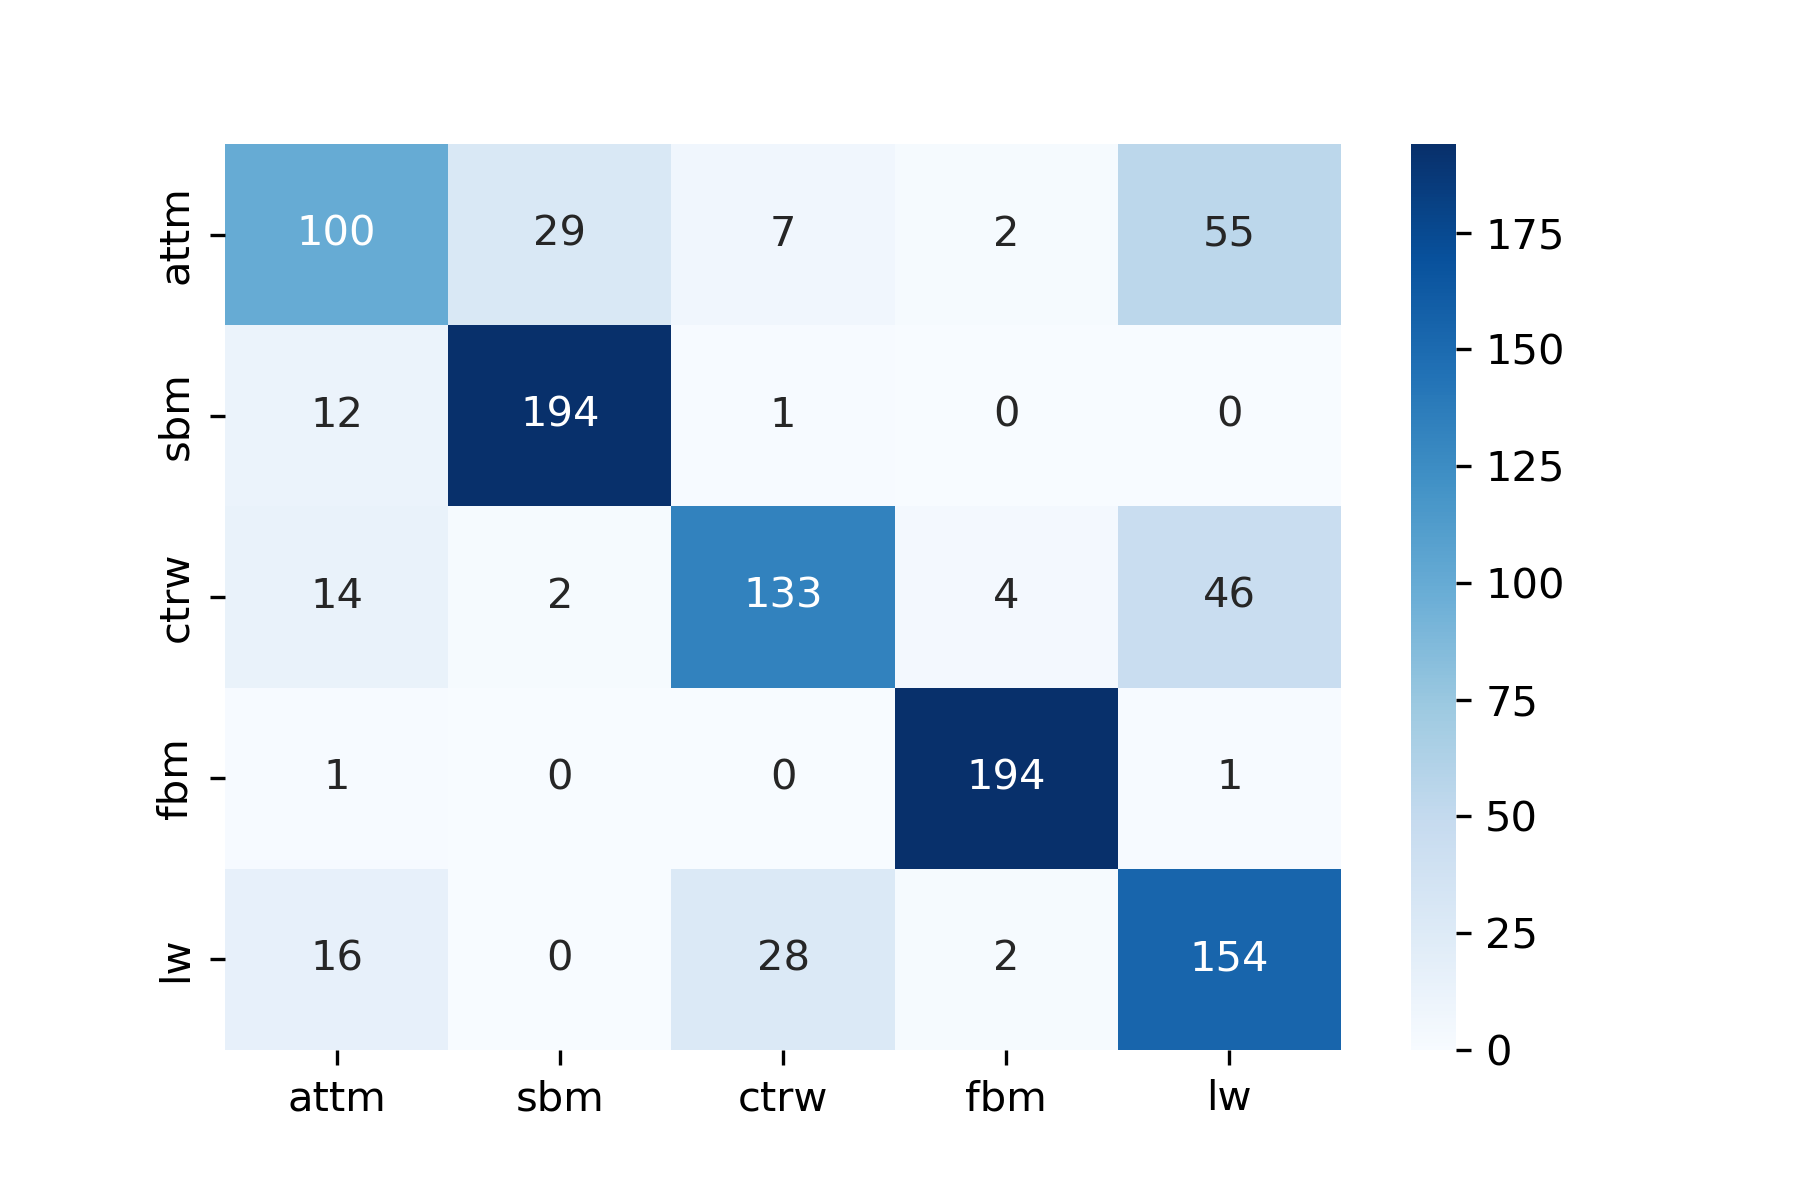 attm 100 29 7 2 55
sbm 12 194 1 0 0
ctrw 14 2 133 4 46
fbm 1 0 0 194 1
lw 16 0 28 2 154
attm sbm ctrw fbm lw
175
150
125
100
75
50
25
0